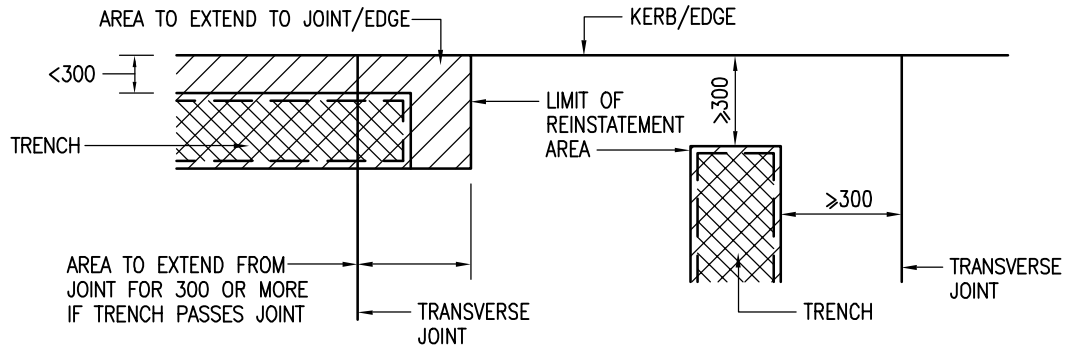 AREA TO EXTEND TO JOINT/EDGE
KERB/EDGE
<300
TRENCH
LIMIT OF
REINSTATEMENT
AREA
≥300
≥300
AREA TO EXTEND FROM
JOINT FOR 300 OR MORE
IF TRENCH PASSES JOINT
TRANSVERSE
JOINT
TRENCH
TRANSVERSE
JOINT